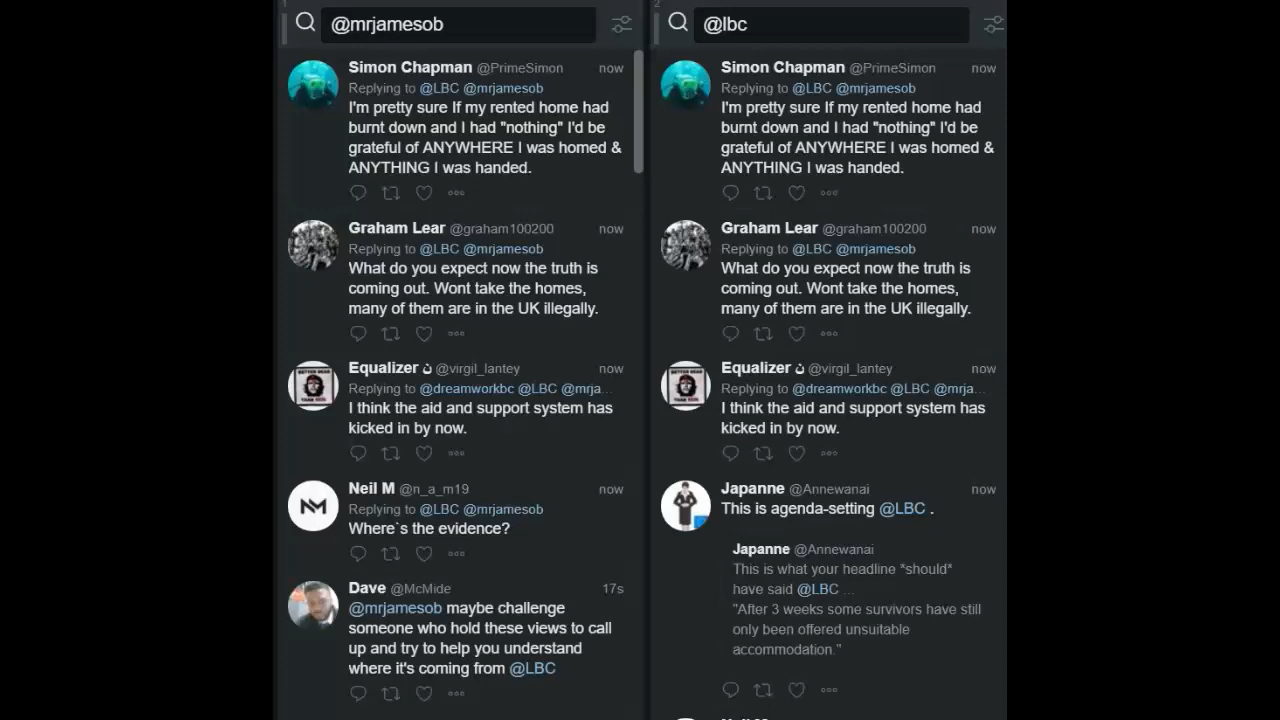 1
@mrjamesob
Simon Chapman @PrimeSimon now
Replying to @LBC @mrjamesob
I'm pretty sure If my rented home had
burnt down and I had "nothing" I'd be
grateful of ANYWHERE I was homed &
ANYTHING I was handed.
Graham Lear @graham100200 now
Replying to @LBC @mrjamesob
What do you expect now the truth is
coming out. Wont take the homes,
many of them are in the UK illegally.
Equalizer ن @virgil_lantey now
Replying to @dreamworkbc @LBC @mrja...
I think the aid and support system has
kicked in by now.
Neil M @n_a_m19 now
Replying to @LBC @mrjamesob
Where`s the evidence?
Dave @McMide 17s
@mrjamesob maybe challenge
someone who hold these views to call
up and try to help you understand
where it's coming from @LBC
2
@lbc
Simon Chapman @PrimeSimon now
Replying to @LBC @mrjamesob
I'm pretty sure If my rented home had
burnt down and I had "nothing" I'd be
grateful of ANYWHERE I was homed &
ANYTHING I was handed.
Graham Lear @graham100200 now
Replying to @LBC @mrjamesob
What do you expect now the truth is
coming out. Wont take the homes,
many of them are in the UK illegally.
Equalizer ن @virgil_lantey now
Replying to @dreamworkbc @LBC @mrja...
I think the aid and support system has
kicked in by now.
Japanne @Annewanai now
This is agenda-setting @LBC .
Japanne @Annewanai
This is what your headline *should*
have said @LBC ...
"After 3 weeks some survivors have still
only been offered unsuitable
accommodation."